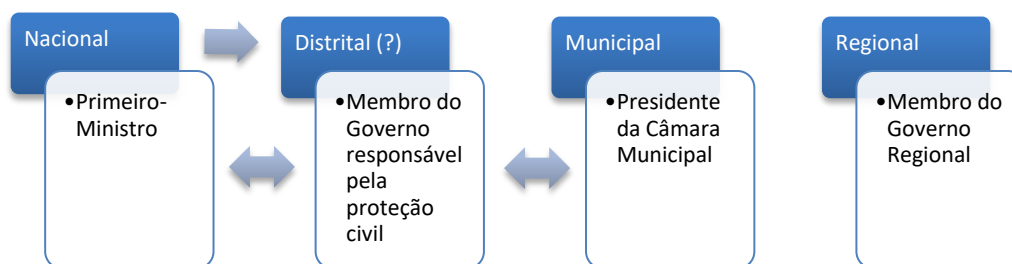 Nacional
•Primeiro-
Ministro
Distrital (?)
•Membro do
Governo
responsável
pela
proteção
civil
Municipal
•Presidente
da Câmara
Municipal
Regional
•Membro do
Governo
Regional